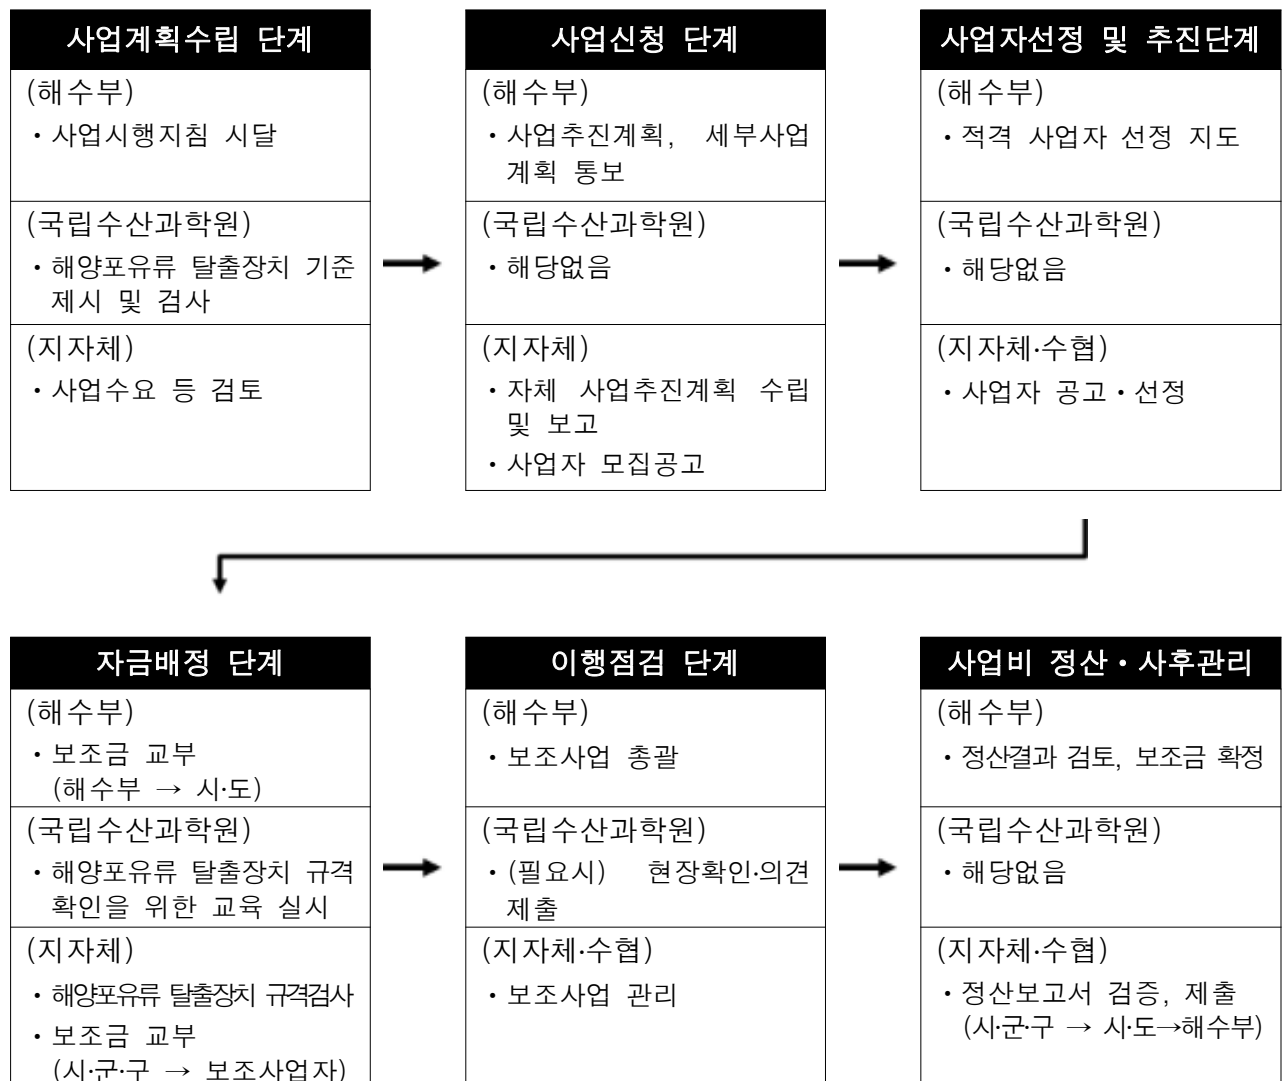 사업계획수립 단계
(해수부)
・사업시행지침 시달
(국립수산과학원)
・해양포유류 탈출장치 기준
제시 및 검사
(지자체)
・사업수요 등 검토
사업신청 단계
(해수부)
・사업추진계획, 세부사업
계획 통보
(국립수산과학원)
・해당없음
(지자체)
・자체 사업추진계획 수립
및 보고
・사업자 모집공고
사업자선정 및 추진단계
(해수부)
・적격 사업자 선정 지도
(국립수산과학원)
・해당없음
(지자체·수협)
・사업자 공고・선정
자금배정 단계
(해수부)
・보조금 교부
(해수부 → 시·도)
(국립수산과학원)
・해양포유류 탈출장치 규격
확인을 위한 교육 실시
(지자체)
・해양포유류 탈출장치 규격검사
・보조금 교부
(시·군·구 → 보조사업자)
이행점검 단계
(해수부)
・보조사업 총괄
(국립수산과학원)
・(필요시) 현장확인·의견
제출
(지자체·수협)
・보조사업 관리
사업비 정산・사후관리
(해수부)
・정산결과 검토, 보조금 확정
(국립수산과학원)
・해당없음
(지자체·수협)
・정산보고서 검증, 제출
(시·군·구 → 시·도→해수부)